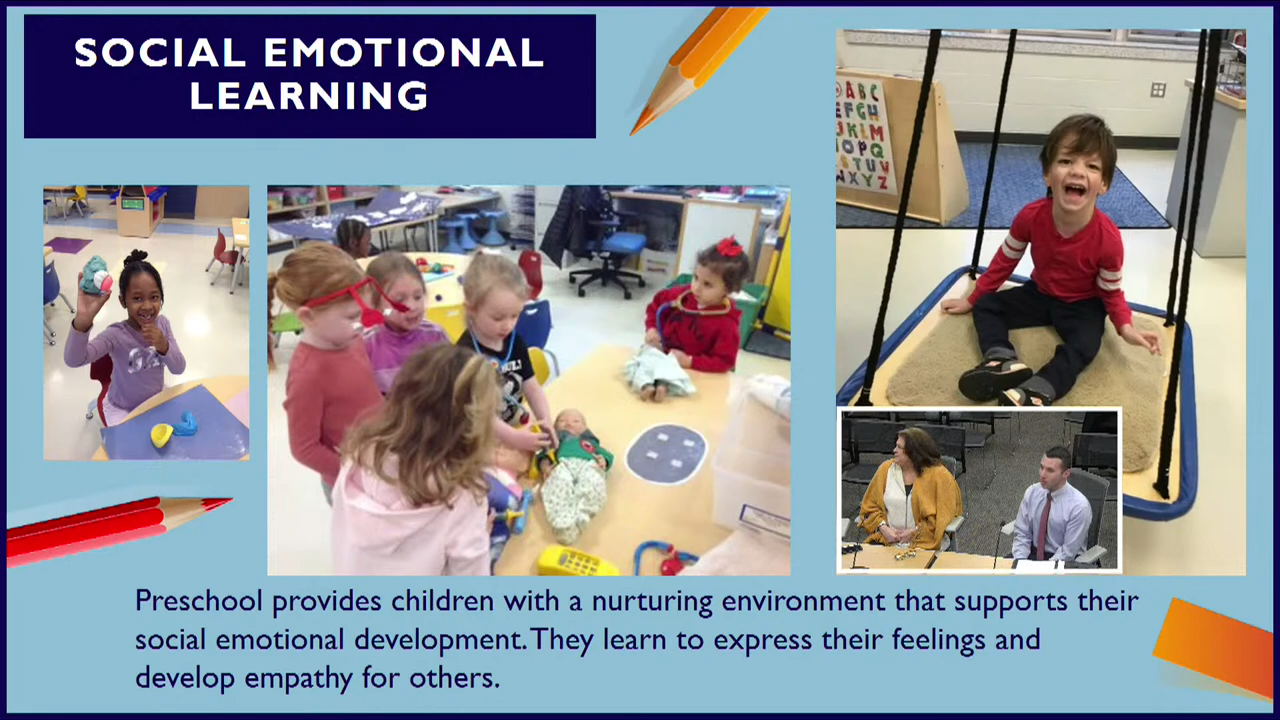 SOCIAL EMOTIONAL
LEARNING
A B C
E F G H
J K L M
N O P Q
S T U V
W X Y Z
Preschool provides children with a nurturing environment that supports their
social emotional development. They learn to express their feelings and
develop empathy for others.